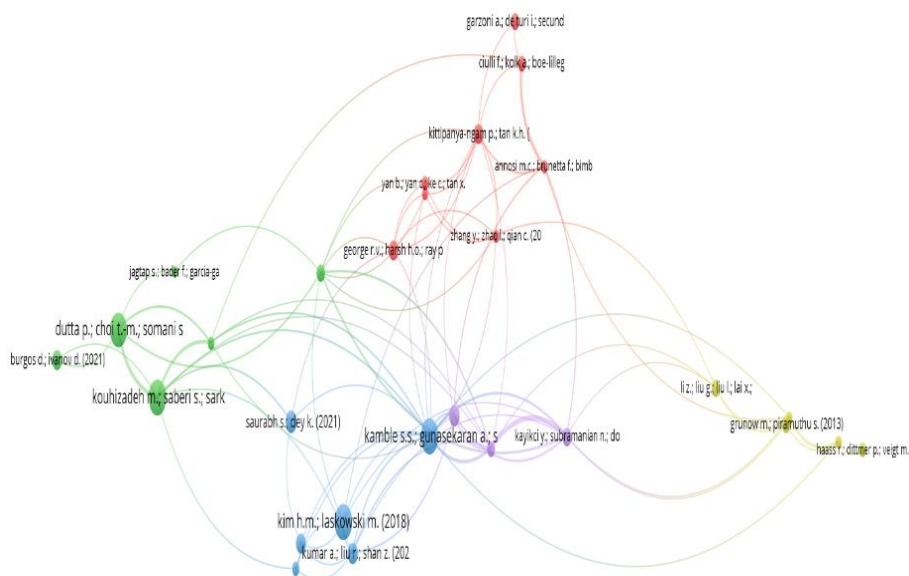 garzoni a.; de turi i.; secund
ciulli f.; kolk a.; boe-lilleg
kittipanya-ngam p.; tan k.h. (
annosi m.c.; brunetta f.; bimb
yan b.; yan c.; ke c.; tan x.
zhang y.; zhao l.; qian c. (20
george r.v.; harsh h.o.; ray p
jagtap s.; bader f.; garcia-ga
dutta p.; choi t.-m.; somani s
burgos d.; ivanov d. (2021)
kouhizadeh m.; saberi s.; sark
li z.; liu g.; liu l.; lai x.;
saurabh s.; dey k. (2021)
grunow m.; piramuthu s. (2013)
kamble s.s.; gunasekaran a.; s
kayikci y.; subramanian n.; do
haass r.; dittmer p.; veigt m.
kim h.m.; laskowski m. (2018)
kumar a.; liu r.; shan z. (202